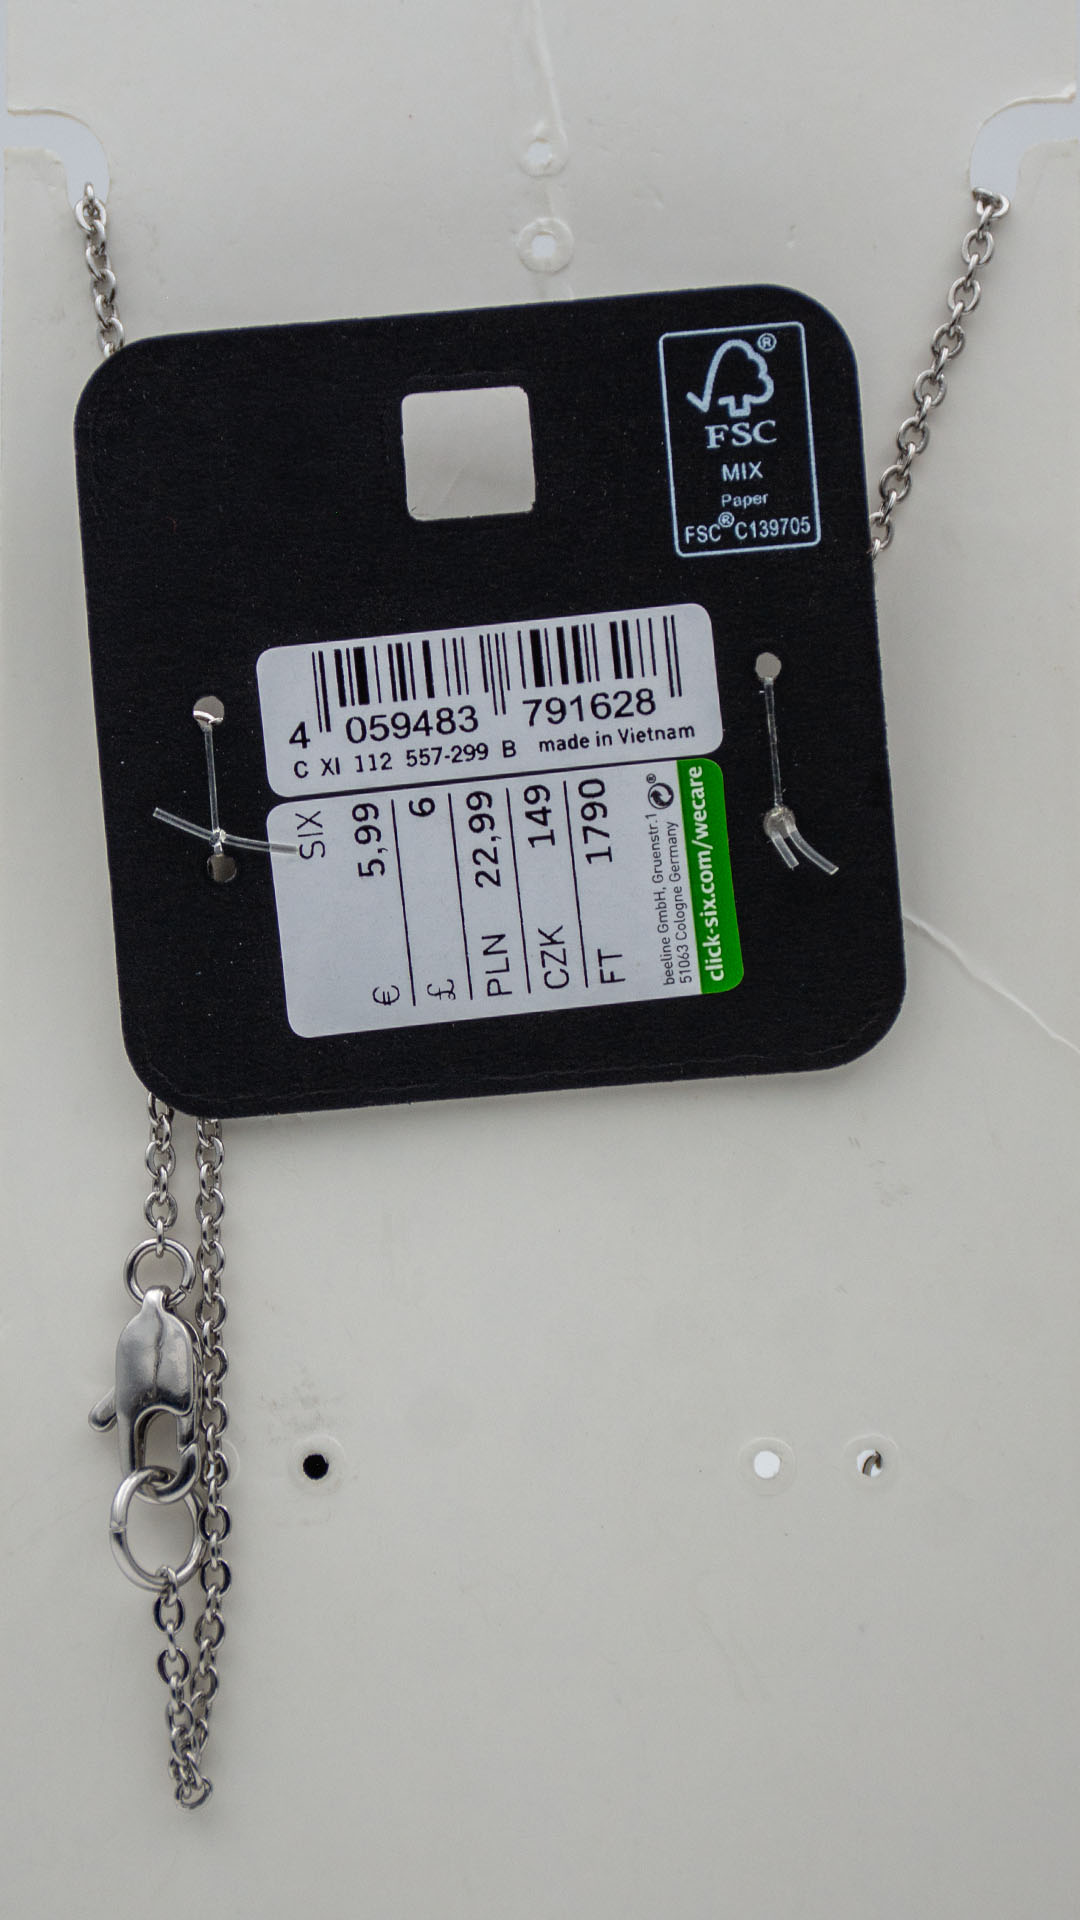 ®
FSC
MIX
Paper
FSC® C139705
4 059483 791628
C XI 112 557-299 B made in Vietnam
SIX
€ 5,99
£ 6
PLN 22,99
CZK 149
FT 1790
beeline GmbH, Gruenstr.1
51063 Cologne Germany
®
click-six.com/wecare